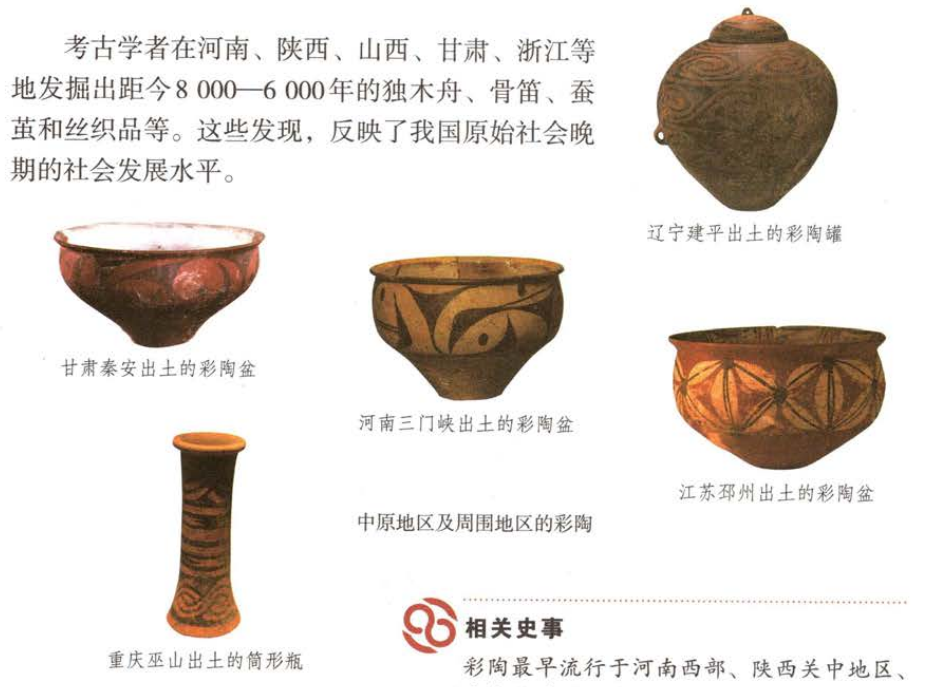 考古学者在河南、陕西、山西、甘肃、浙江等
地发掘出距今8 000—6 000年的独木舟、骨笛、蚕
茧和丝织品等。这些发现，反映了我国原始社会晚
期的社会发展水平。
辽宁建平出土的彩陶罐
甘肃秦安出土的彩陶盆
河南三门峡出土的彩陶盆
江苏邳州出土的彩陶盆
中原地区及周围地区的彩陶
重庆巫山出土的筒形瓶
相关史事
彩陶最早流行于河南西部、陕西关中地区、